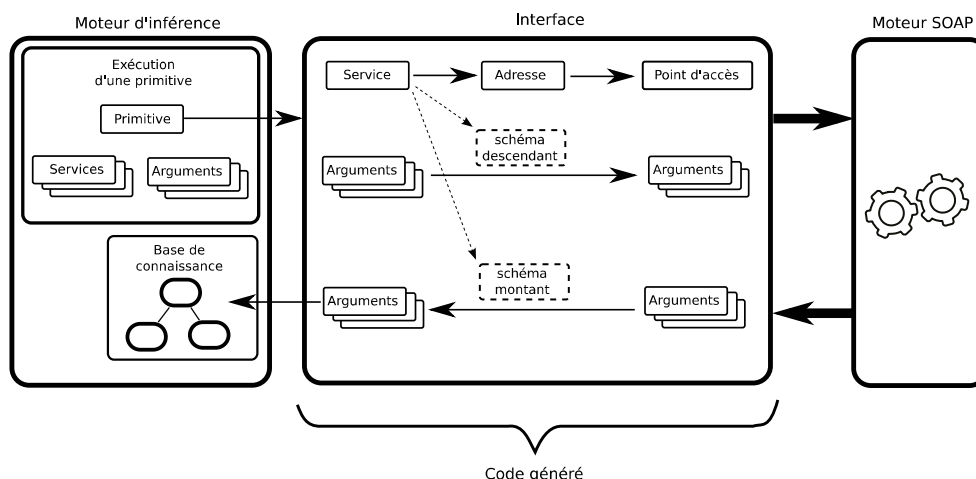 Moteur d'inférence
Interface
Moteur SOAP
Exécution
d'une primitive
Primitive
Services
Arguments
Base de
connaissance
Service
Adresse
Point d'accès
schéma
descendant
Arguments
Arguments
schéma
montant
Arguments
Arguments
Code généré